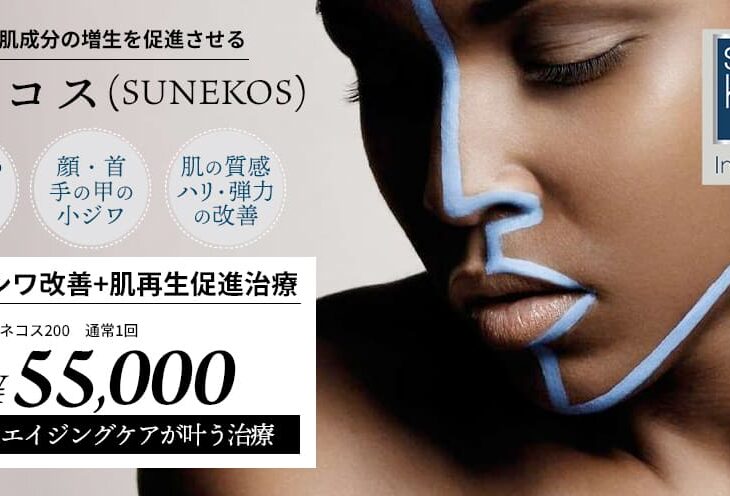 肌成分の増生を促進させる
コス(SUNEKOS)
顔・首
手の甲の
小ジワ
肌の質感
ハリ・弾力
の改善
シワ改善+肌再生促進治療
ネコス200　通常1回
55,000
エイジングケアが叶う治療
In